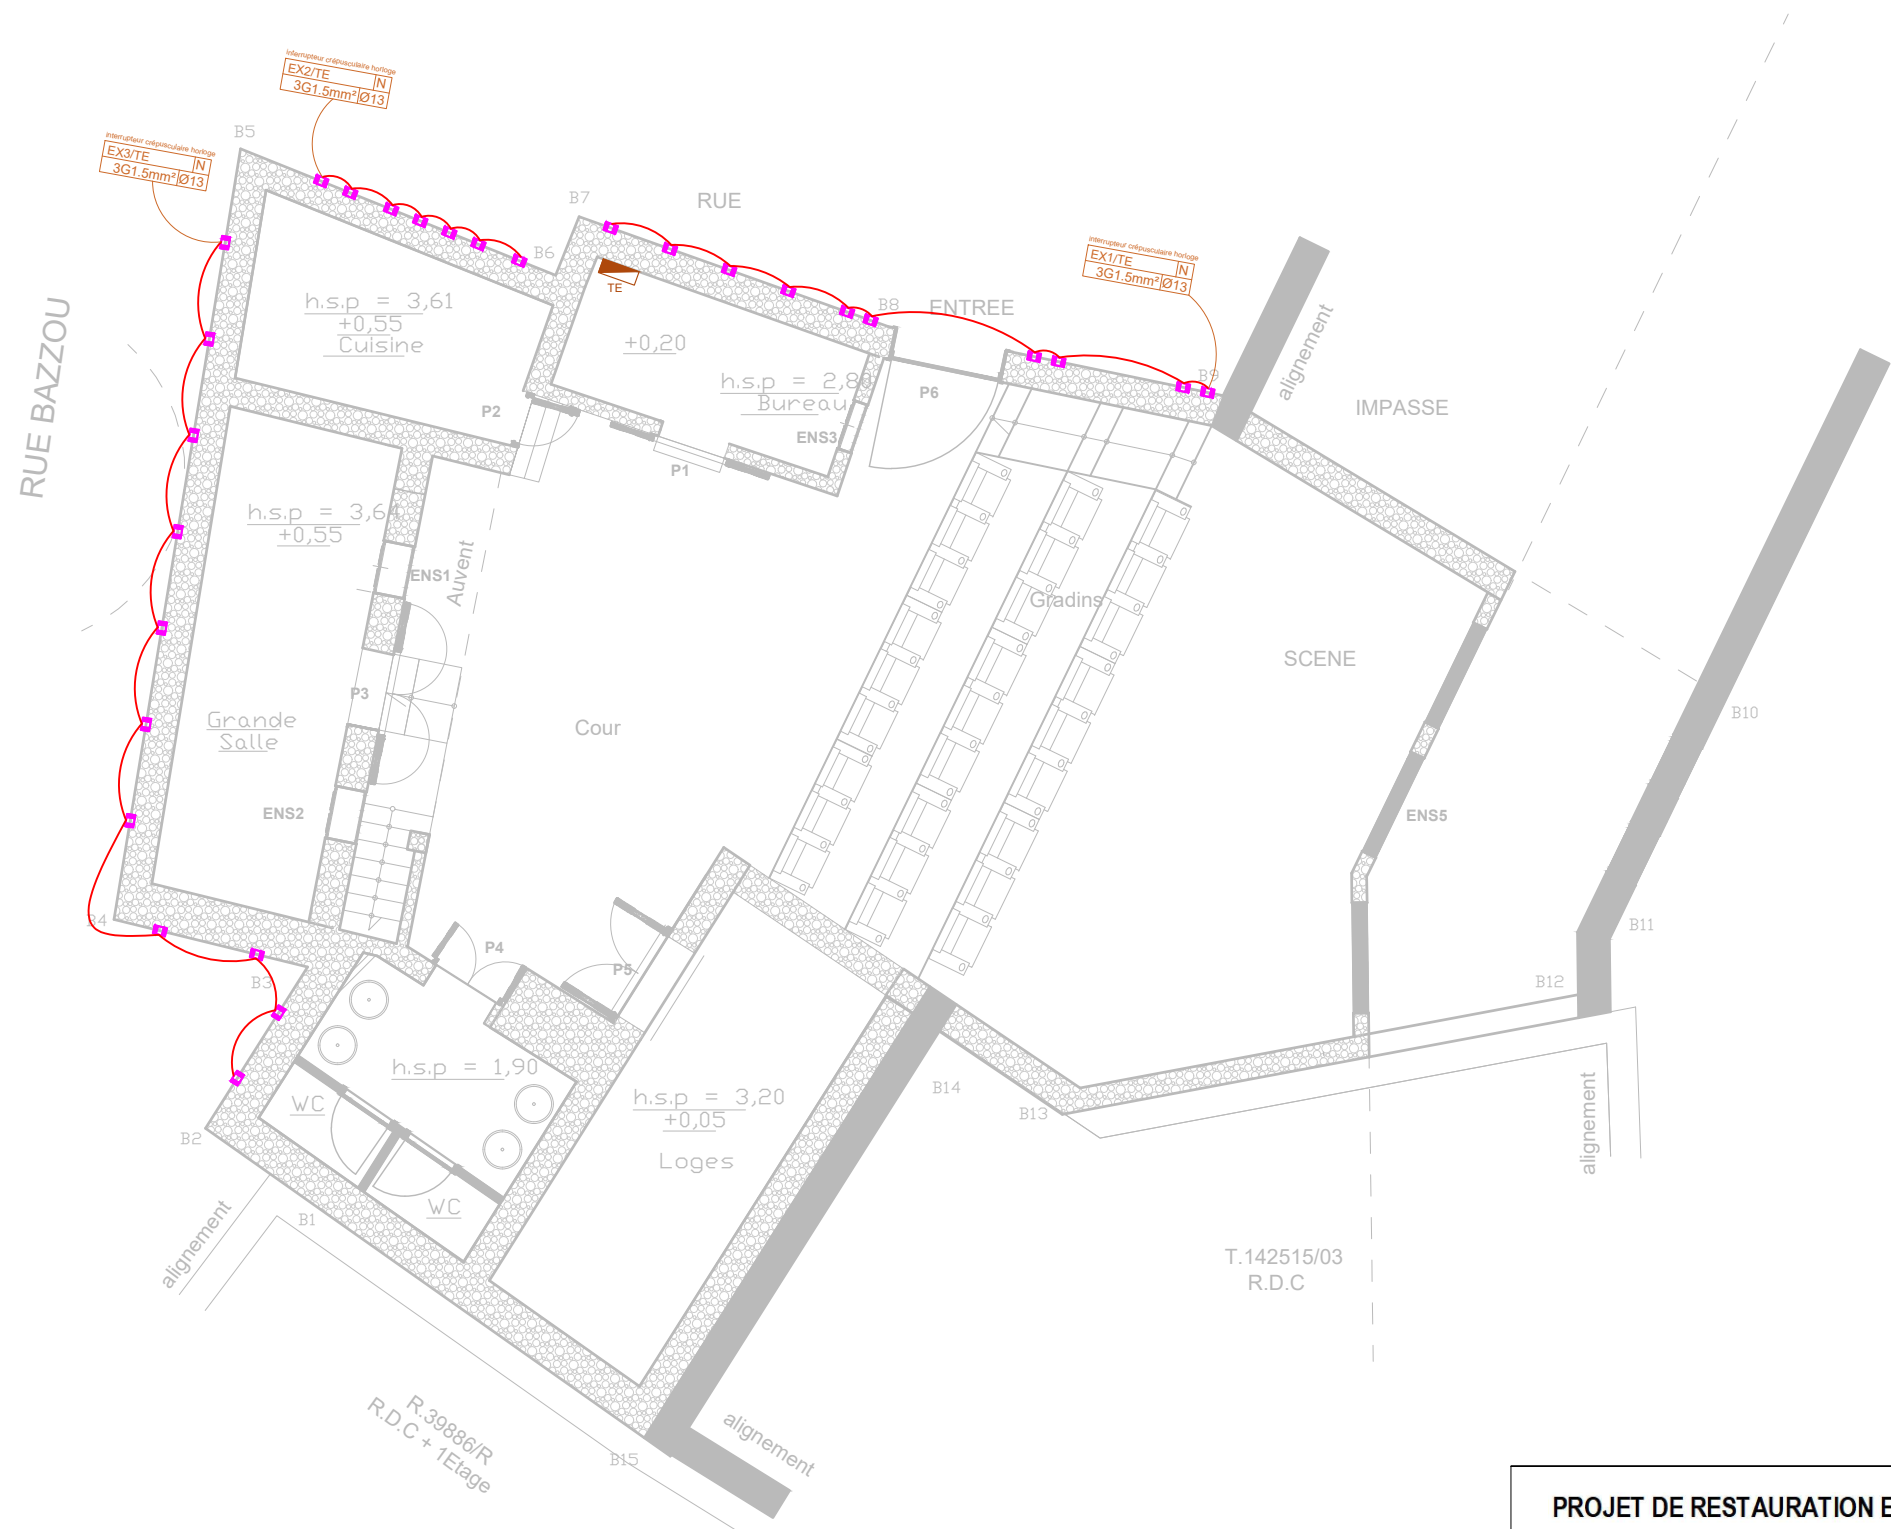 interrupteur crépusculaire horloge
EX2/TE N
3G1.5mm² Ø13
B5
interrupteur crépusculaire horloge
EX3/TE N
3G1.5mm² Ø13
B7
RUE
B6
interrupteur crépusculaire horloge
EX1/TE N
3G1.5mm² Ø13
TE
B8
ENTREE
alignement
RUE BAZZOU
h.s.p = 3,61
+0,55
Cuisine
+0,20
h.s.p = 2,80
Bureau
P6
B9
IMPASSE
P2
ENS3
P1
h.s.p = 3,64
+0,55
ENS1
Auvent
Gradins
SCENE
P3
Grande
Salle
Cour
B10
ENS2
ENS5
B4
B11
P4
P5
B3
B12
h.s.p = 1,90
WC
B14
B13
h.s.p = 3,20
+0,05
Loges
alignement
B2
WC
B1
alignement
T.142515/03
R.D.C
R.39886/R
R.D.C + 1Etage
alignement
B15
PROJET DE RESTAURATION E